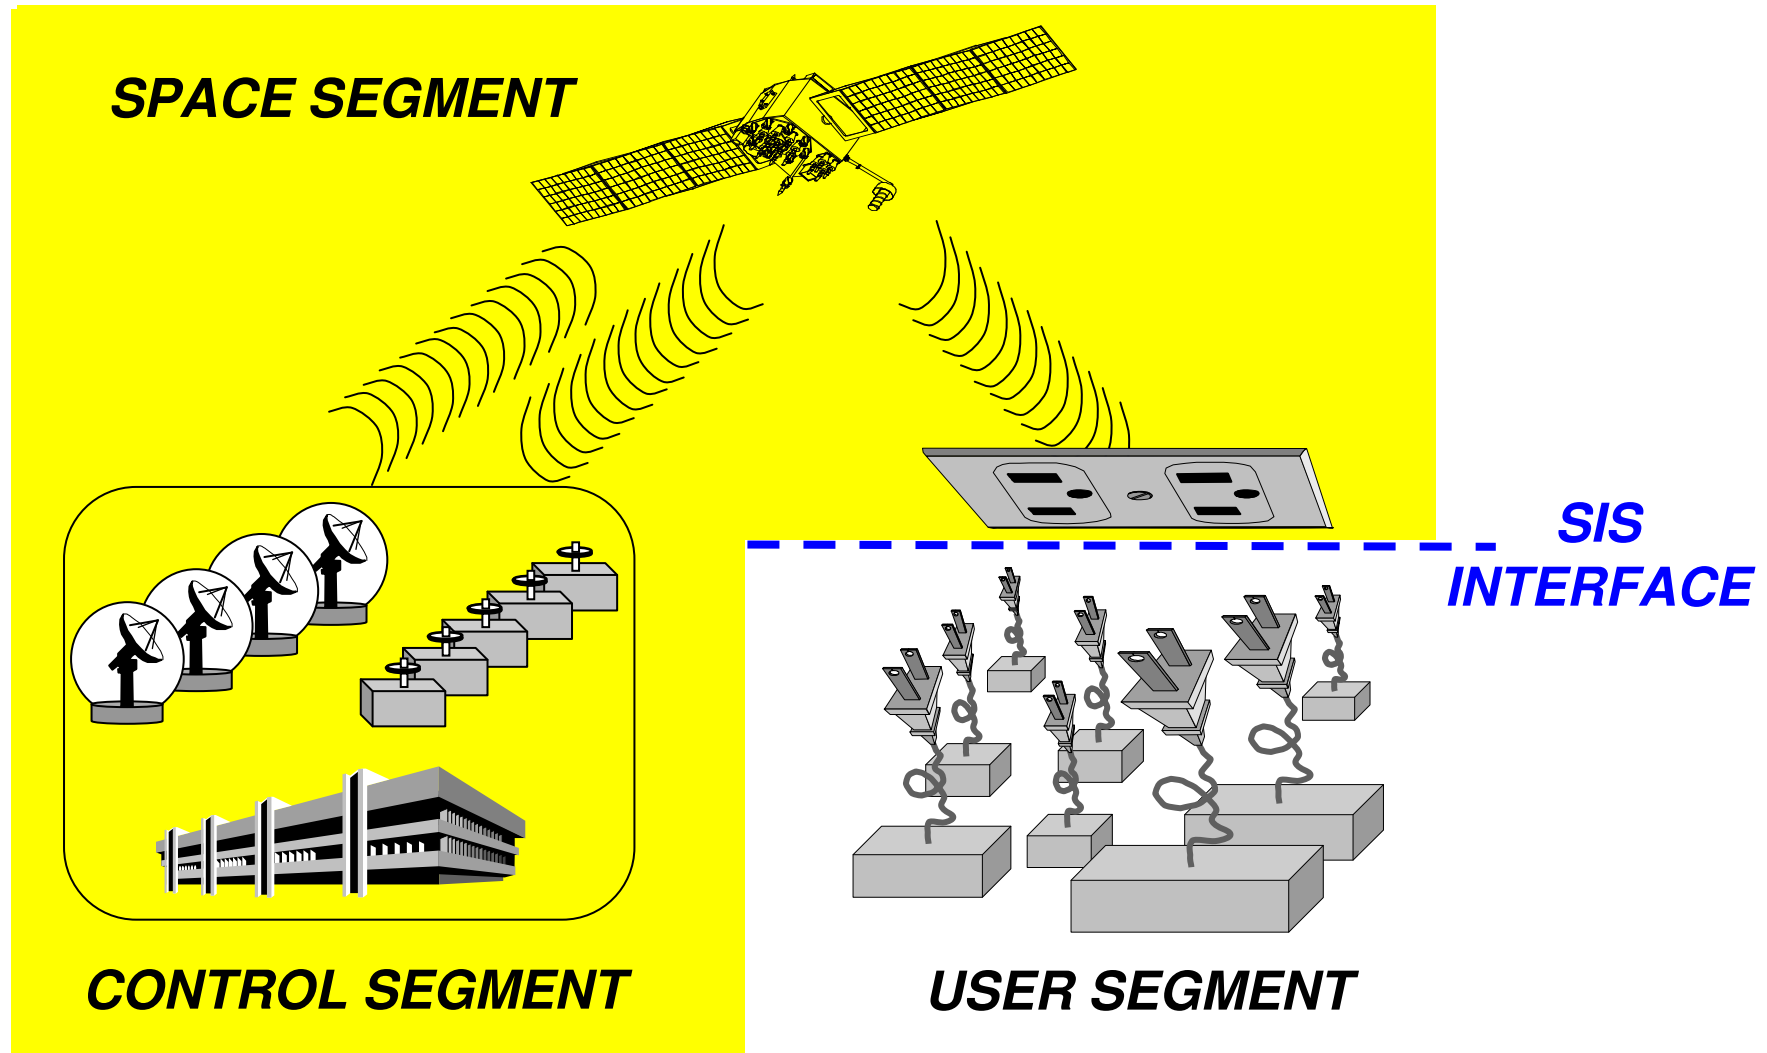 SPACE SEGMENT
SIS
INTERFACE
CONTROL SEGMENT
USER SEGMENT